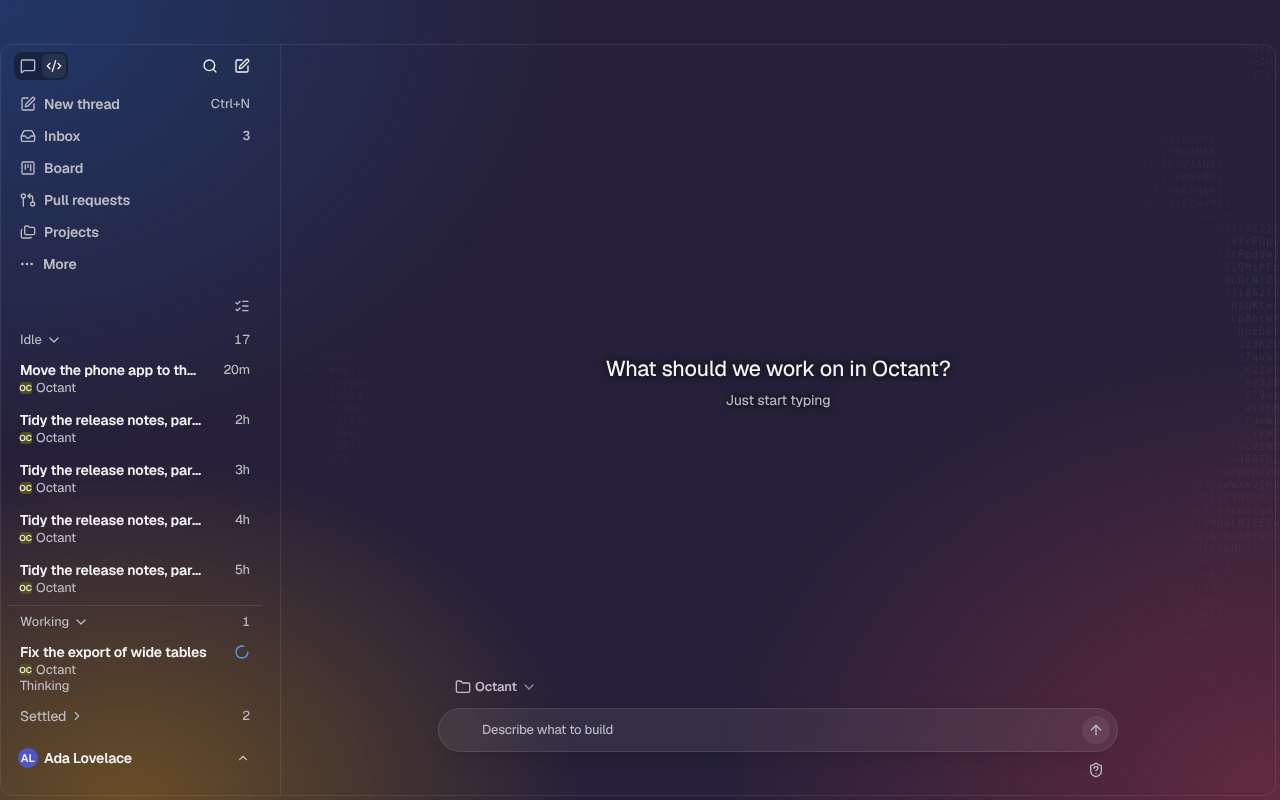 New thread Ctrl+N
Inbox 3
Board
Pull requests
Projects
More
Idle 17
Move the phone app to th... 20m
OC Octant
Tidy the release notes, par... 2h
OC Octant
Tidy the release notes, par... 3h
OC Octant
Tidy the release notes, par... 4h
OC Octant
Tidy the release notes, par... 5h
OC Octant
Working 1
Fix the export of wide tables
OC Octant
Thinking
Settled 2
AL Ada Lovelace
What should we work on in Octant?
Just start typing
Octant
Describe what to build